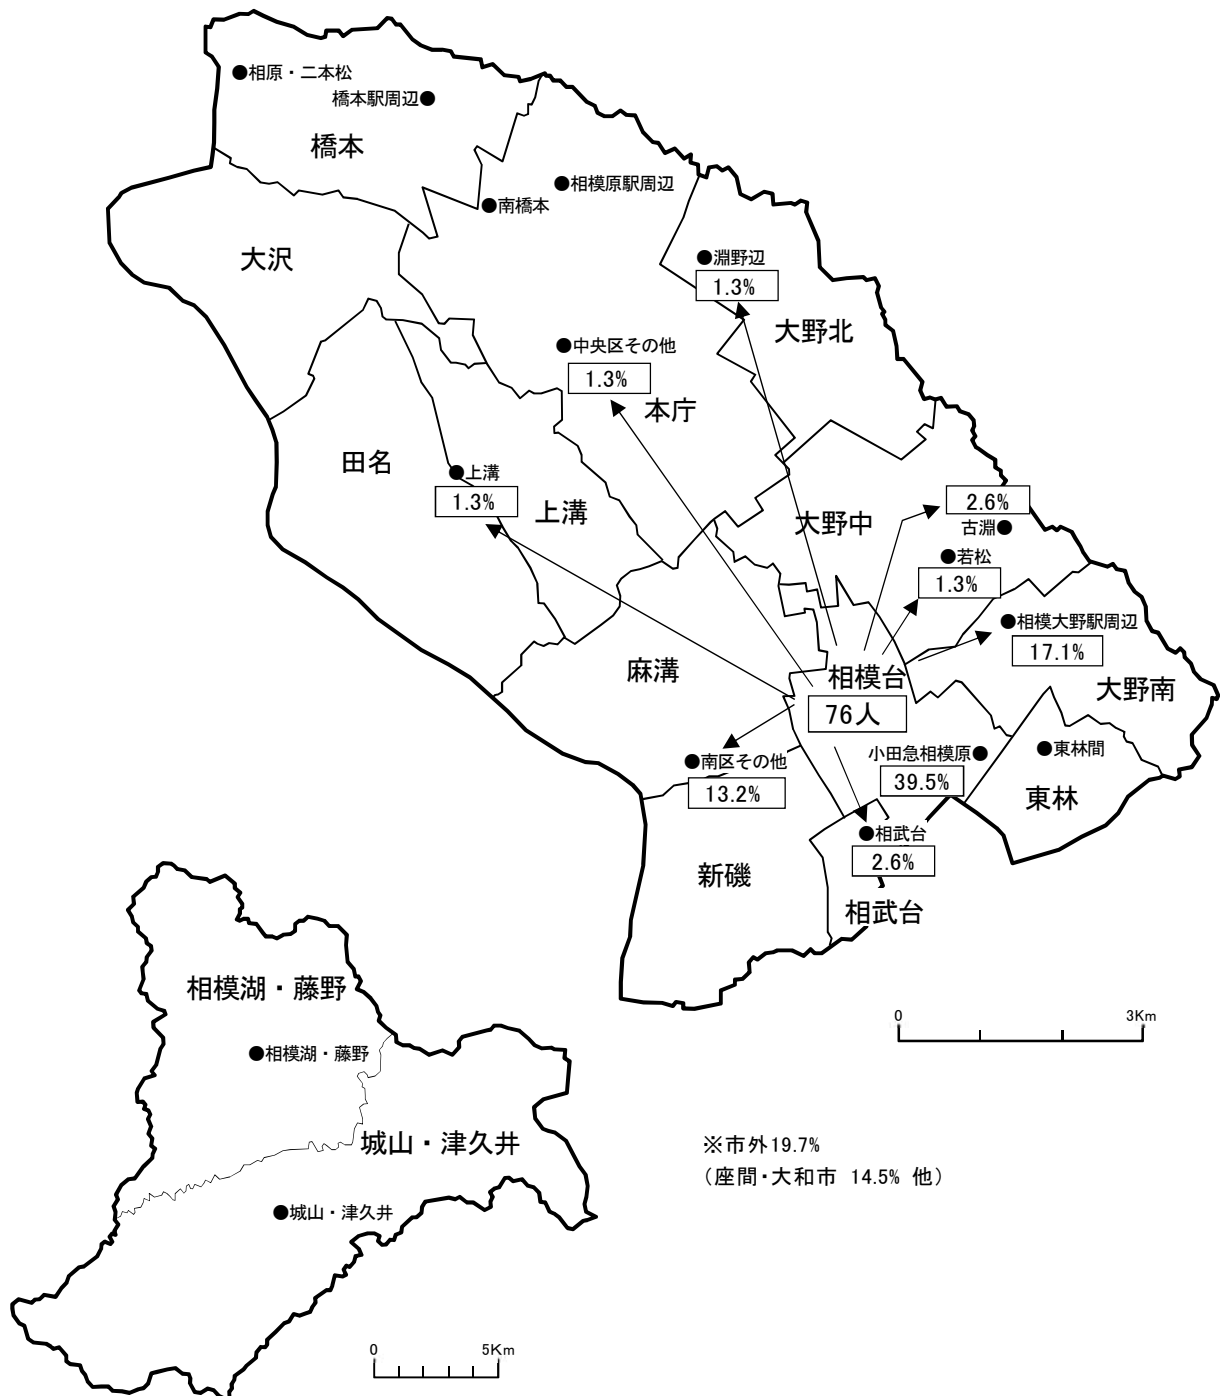 ●相原・二本松
橋本駅周辺●
橋本
●相模原駅周辺
●南橋本
大沢
●淵野辺
1.3%
大野北
●中央区その他
1.3%
本庁
田名
●上溝
1.3%
上溝
大野中
2.6%
古淵●
●若松
1.3%
●相模大野駅周辺
17.1%
大野南
麻溝
相模台
76人
●南区その他
13.2%
小田急相模原●
39.5%
●東林間
東林
●相武台
2.6%
新磯
相武台
相模湖・藤野
●相模湖・藤野
0 3Km
城山・津久井
●城山・津久井
※市外19.7%
(座間・大和市 14.5% 他)
0 5Km